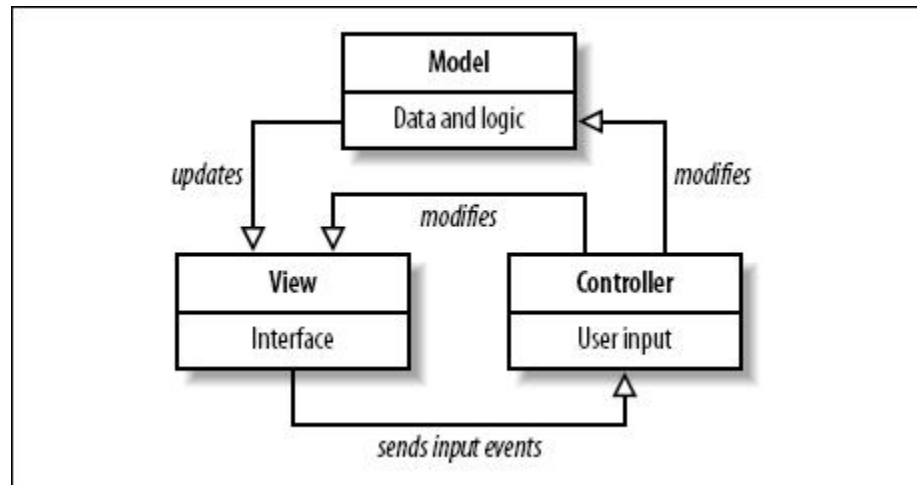 Model
Data and logic
updates
modifies
modifies
View
Interface
Controller
User input
sends input events